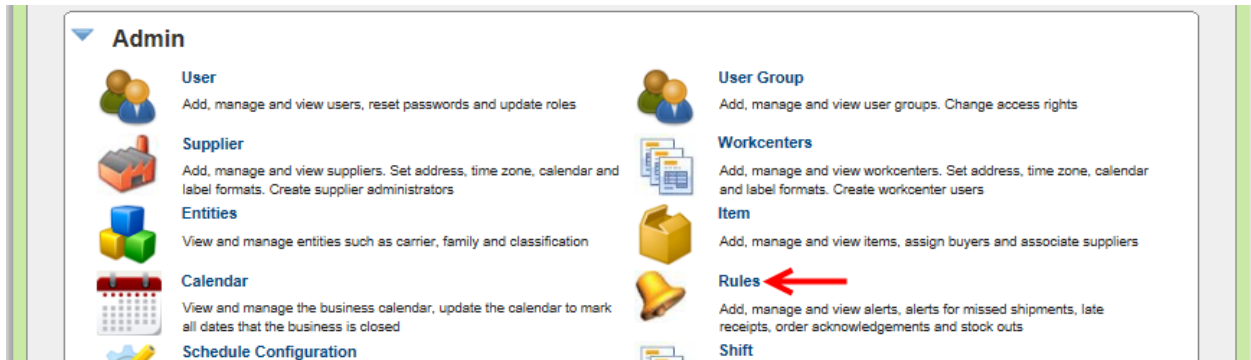 Admin
User
Add, manage and view users, reset passwords and update roles
User Group
Add, manage and view user groups. Change access rights
Supplier
Add, manage and view suppliers. Set address, time zone, calendar and
label formats. Create supplier administrators
Workcenters
Add, manage and view workcenters. Set address, time zone, calendar
and label formats. Create workcenter users
Entities
View and manage entities such as carrier, family and classification
Item
Add, manage and view items, assign buyers and associate suppliers
Calendar
View and manage the business calendar, update the calendar to mark
all dates that the business is closed
Rules
Add, manage and view alerts, alerts for missed shipments, late
receipts, order acknowledgements and stock outs
Schedule Configuration
Shift